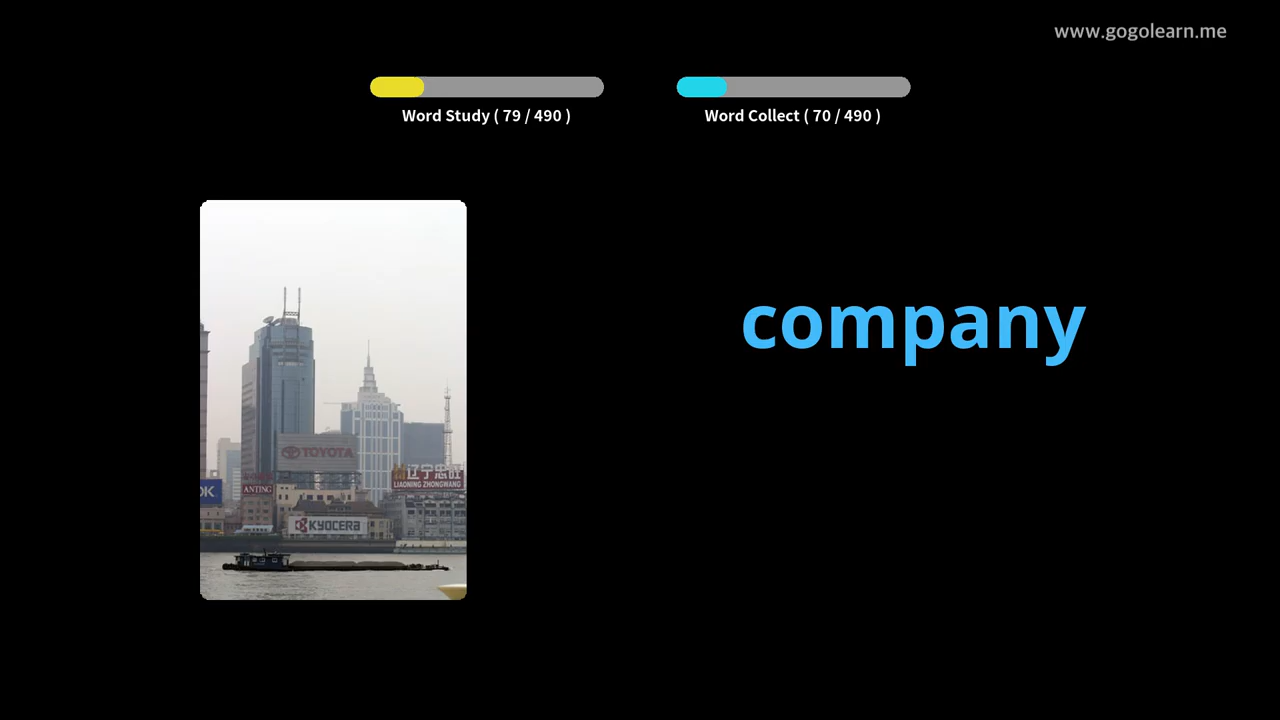 www.gogolearn.me
Word Study ( 79 / 490 )
Word Collect ( 70 / 490 )
company
TOYOTA
辽宁忠旺
LIAONING ZHONGWANG
OK
ANTING
KYOCERA